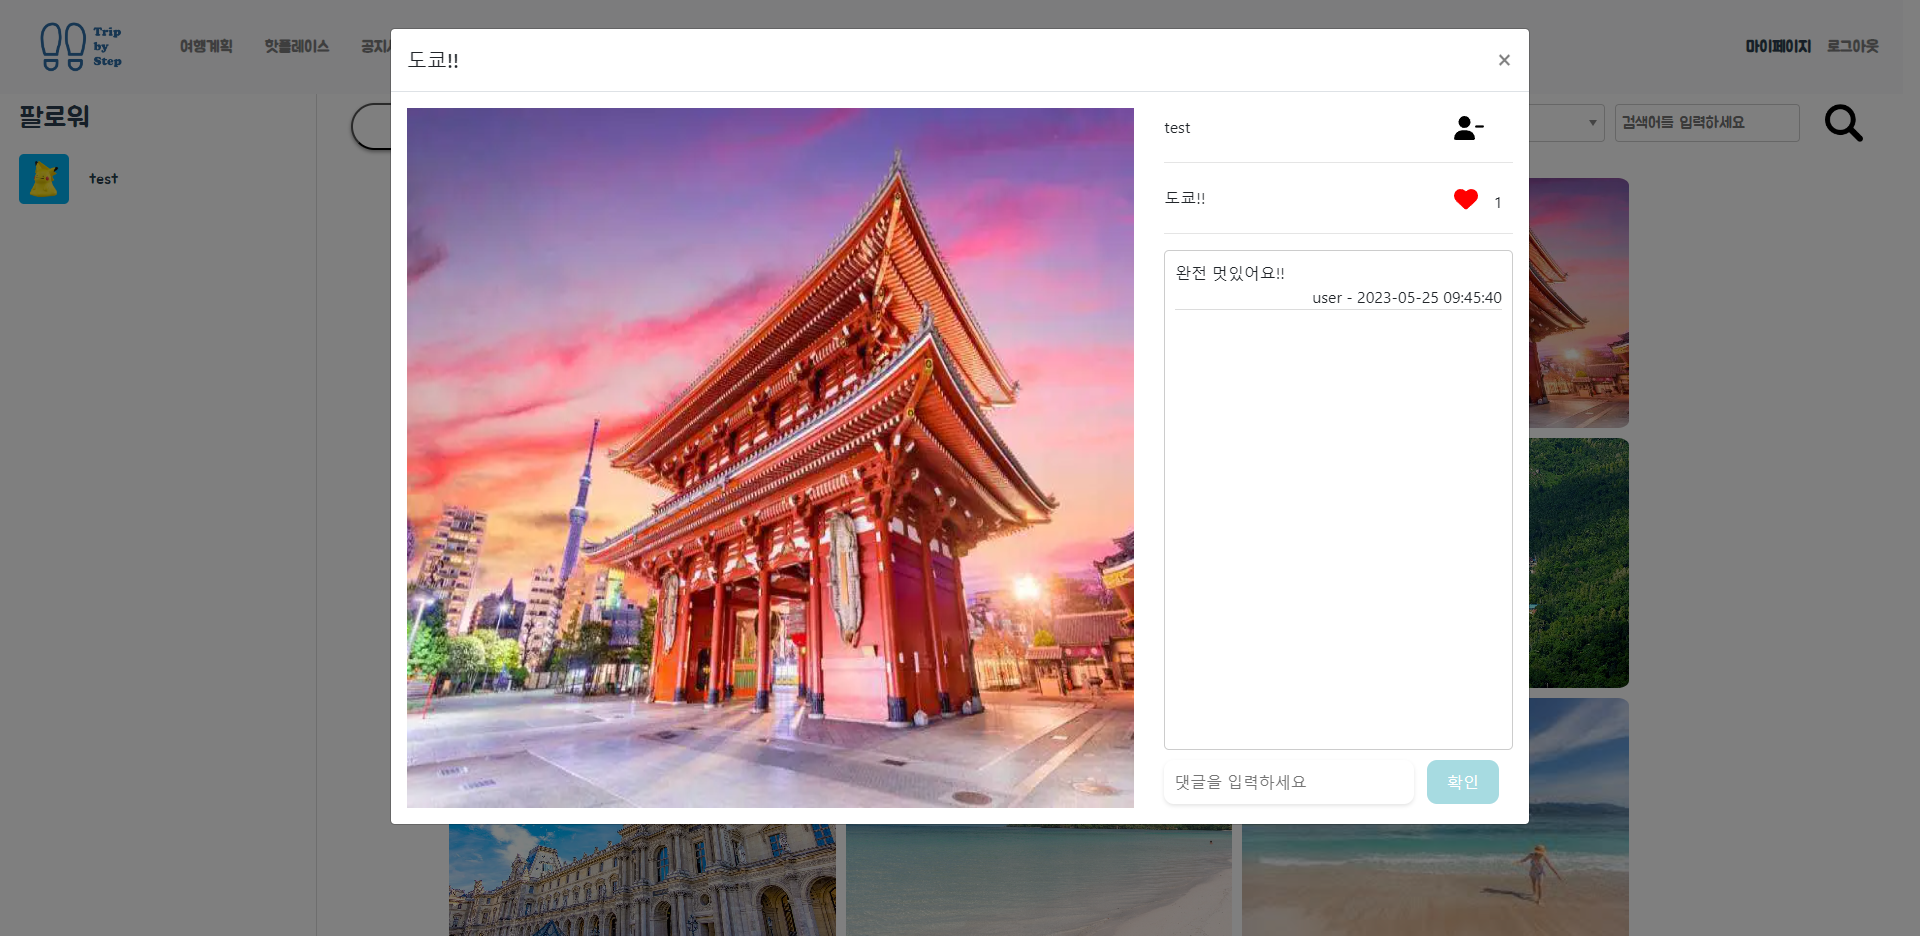 Trip
by
Step
여행계획
핫플레이스
마이페이지
로그아웃
팔로워
test
검색어를 입력하세요
도쿄!!
×
test
도쿄!!
1
완전 멋있어요!!
user - 2023-05-25 09:45:40
댓글을 입력하세요
확인